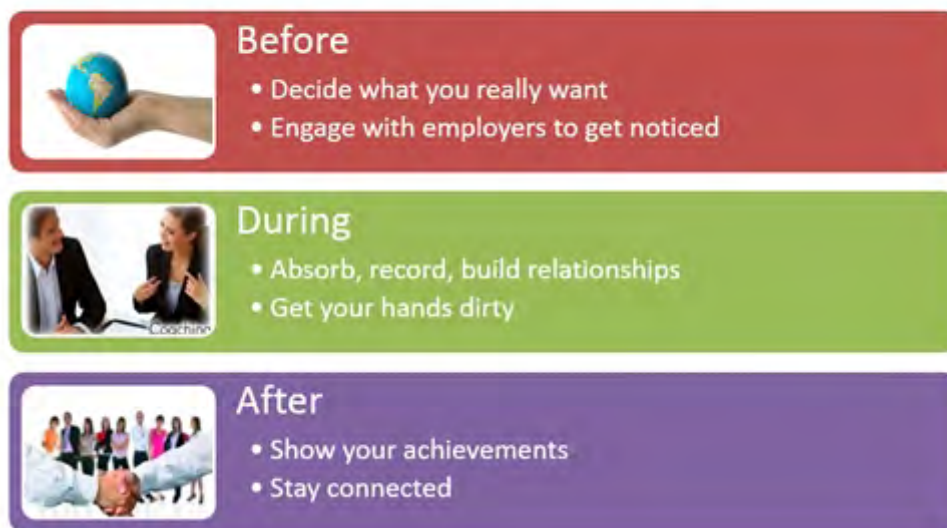 Before
• Decide what you really want
• Engage with employers to get noticed
During
• Absorb, record, build relationships
• Get your hands dirty
Coaching
After
• Show your achievements
• Stay connected